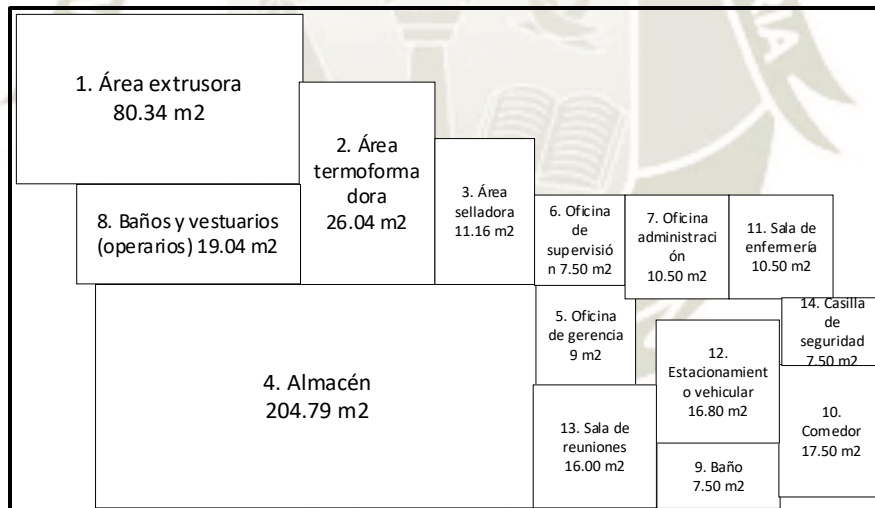 1. Área extrusora
80.34 m2
2. Área
termoforma
dora
26.04 m2
3. Área
selladora
11.16 m2
8. Baños y vestuarios
(operarios) 19.04 m2
6. Oficina
de
supervisió
n 7.50 m2
7. Oficina
administraci
ón
10.50 m2
11. Sala de
enfermería
10.50 m2
5. Oficina
de gerencia
9 m2
14. Casilla
de
seguridad
7.50 m2
12.
Estacionamient
o vehicular
16.80 m2
4. Almacén
204.79 m2
13. Sala de
reuniones
16.00 m2
10.
Comedor
17.50 m2
9. Baño
7.50 m2